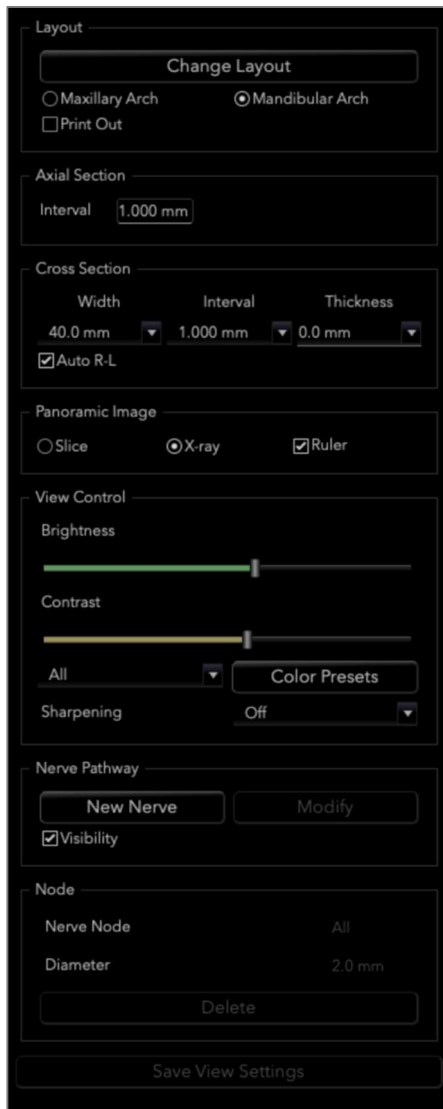 Layout
Change Layout
Maxillary Arch Mandibular Arch
Print Out
Axial Section
Interval 1.000 mm
Cross Section
Width Interval Thickness
40.0 mm 1.000 mm 0.0 mm
Auto R-L
Panoramic Image
Slice X-ray Ruler
View Control
Brightness
Contrast
All Color Presets
Sharpening Off
Nerve Pathway
New Nerve Modify
Visibility
Node
Nerve Node All
Diameter 2.0 mm
Delete
Save View Settings